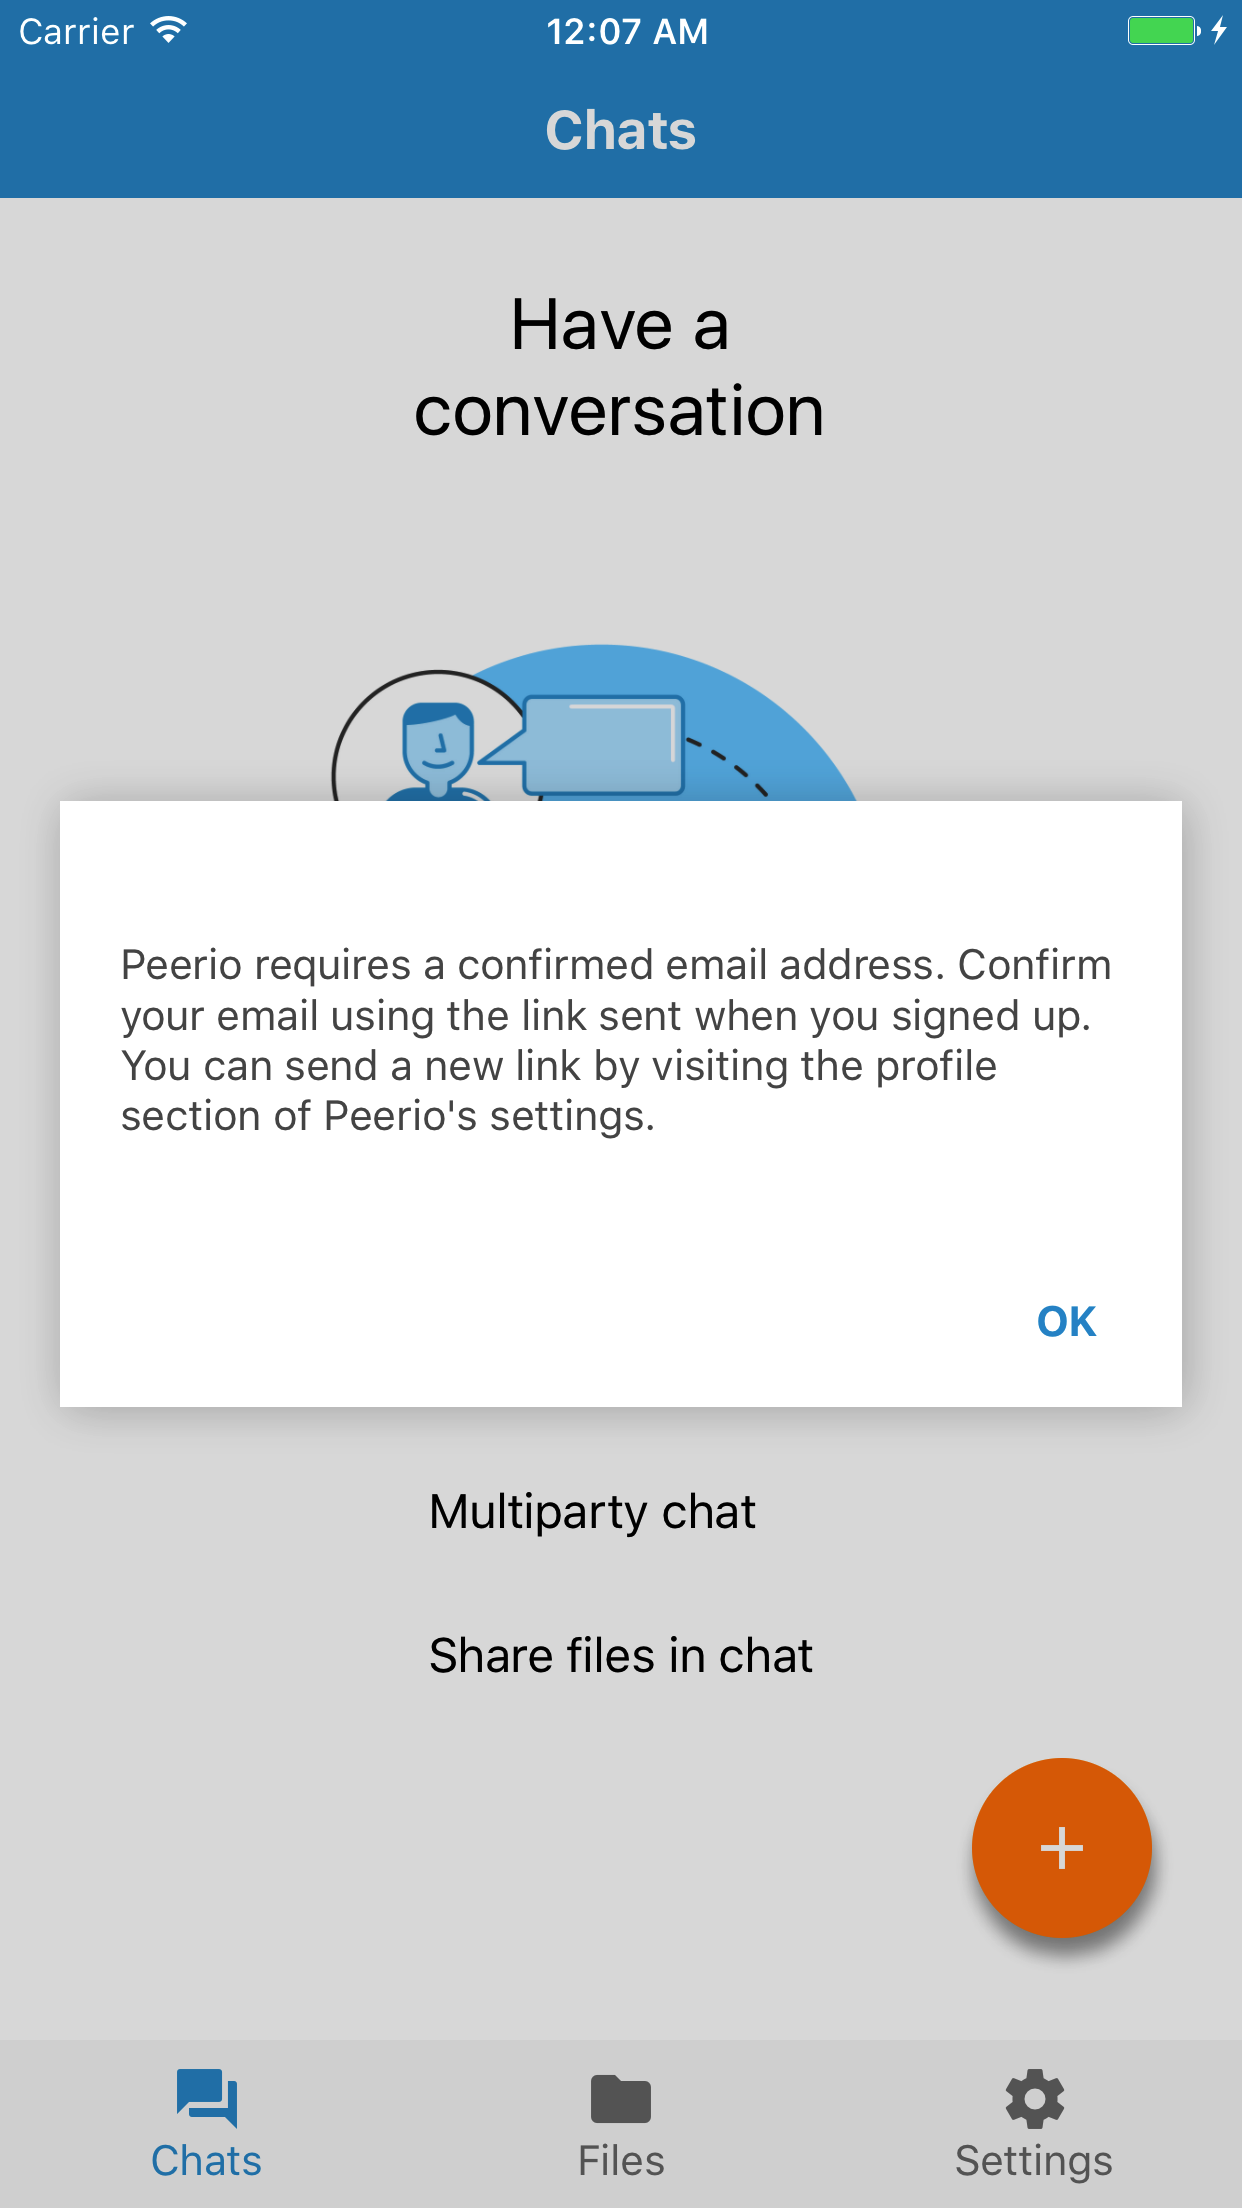 Carrier
12:07 AM
Chats
Have a
conversation
Peerio requires a confirmed email address. Confirm
your email using the link sent when you signed up.
You can send a new link by visiting the profile
section of Peerio's settings.
OK
Multiparty chat
Share files in chat
Chats
Files
Settings